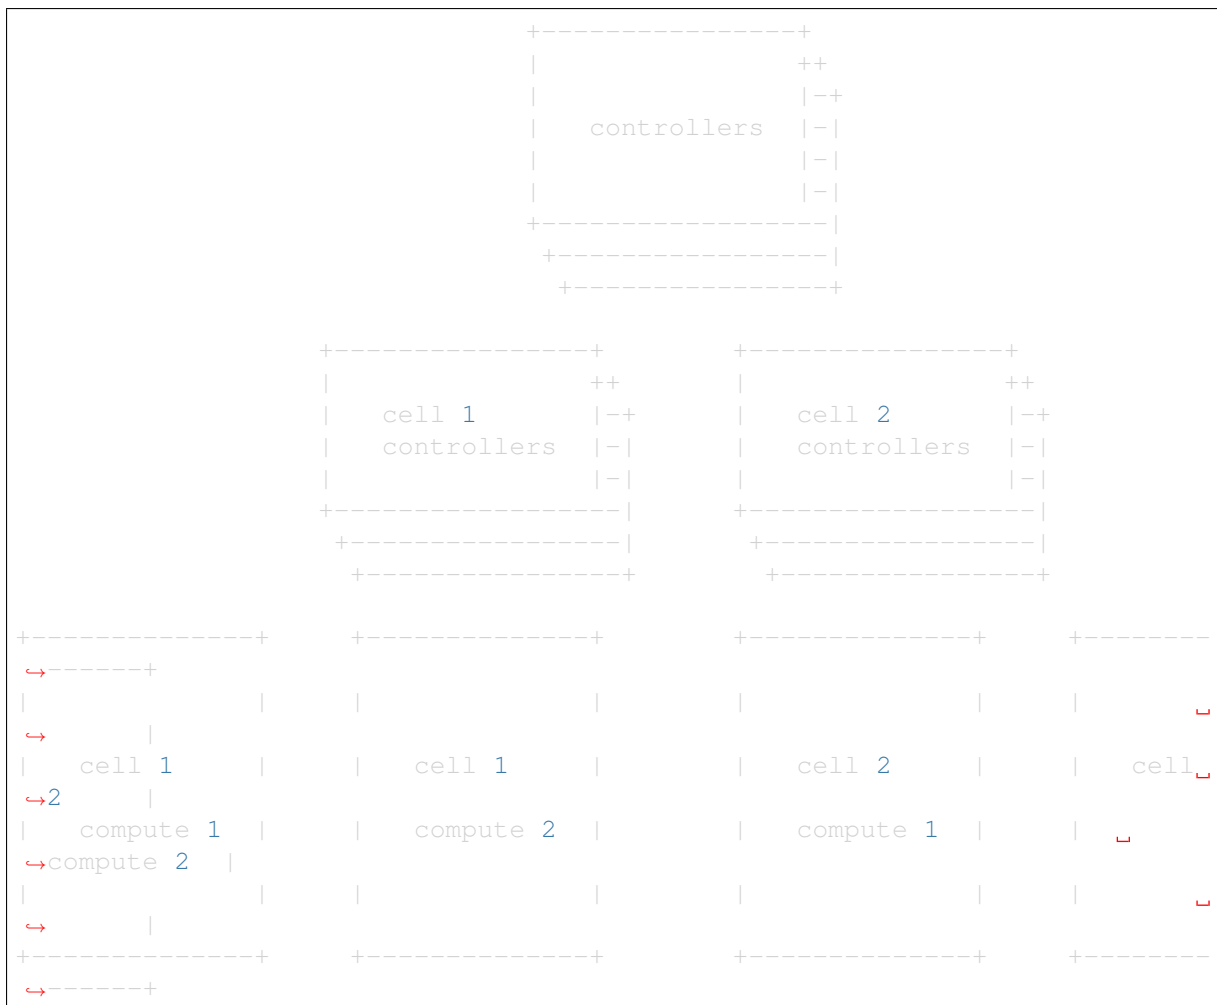 +----------------+
                                 |                ++
                                 |                |-+
                                 |   controllers  |-|
                                 |                |-|
                                 |                |-|
                                 +------------------|
                                  +-----------------|
                                   +----------------+
                    +----------------+        +----------------+
                    |                ++       |                ++
                    |   cell 1       |-+      |   cell 2       |-+
                    |   controllers  |-|      |   controllers  |-|
                    |                |-|      |                |-|
                    +------------------|      +------------------|
                     +-----------------|       +-----------------|
                      +----------------+        +----------------+
+--------------+     +--------------+        +--------------+     +--------
↪------+
|              |     |              |        |              |     |       ␣
↪      |
|   cell 1     |     |   cell 1     |        |   cell 2     |     |   cell␣
↪2     |
|   compute 1  |     |   compute 2  |        |   compute 1  |     |  ␣
↪compute 2  |
|              |     |              |        |              |     |       ␣
↪      |
+--------------+     +--------------+        +--------------+     +--------
↪------+